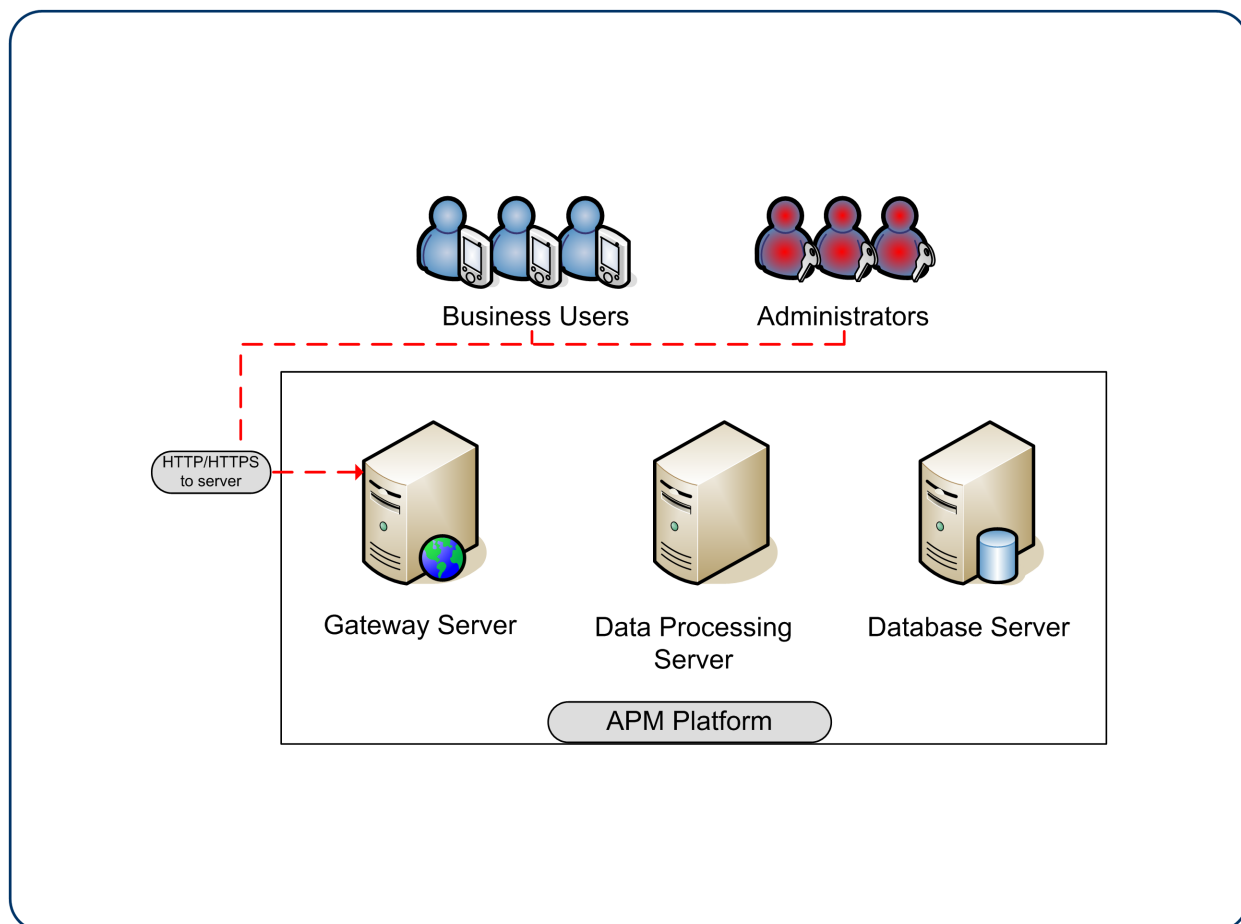 Business Users
Administrators
HTTP/HTTPS
to server
Gateway Server
Data Processing
Server
Database Server
APM Platform